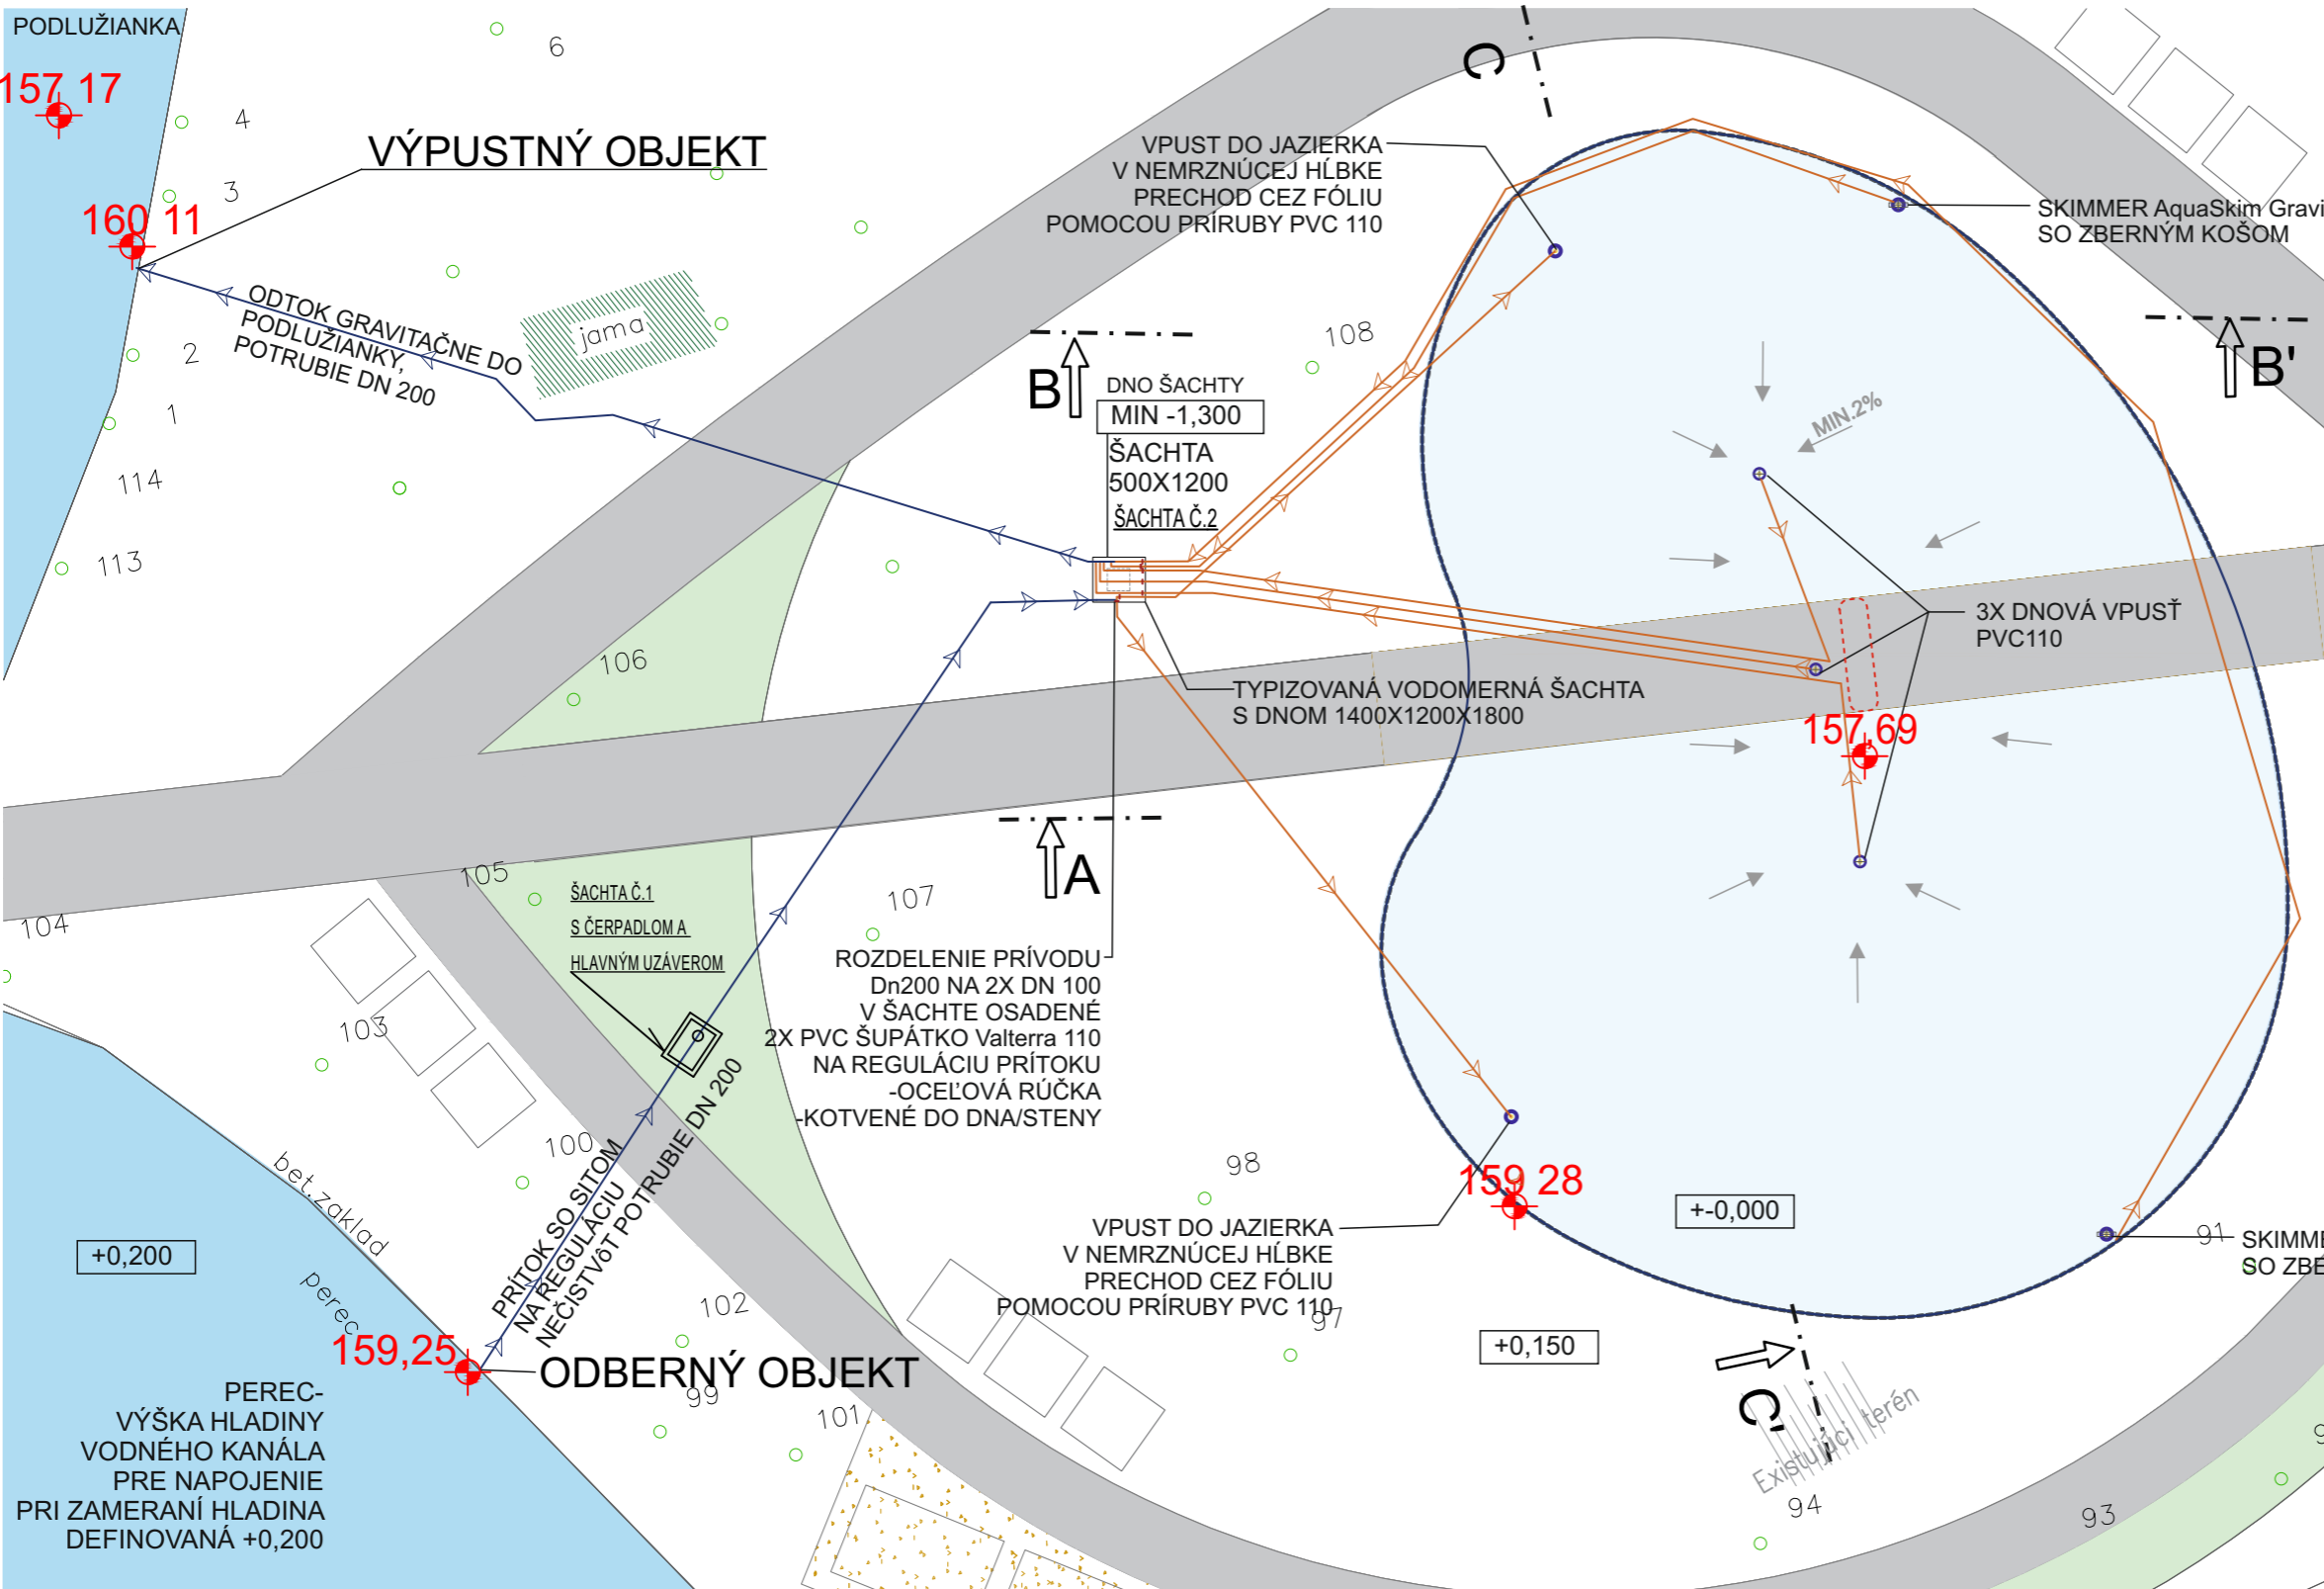 PODLUŽIANKA
157 17
6
4
3
VÝPUSTNÝ OBJEKT
160 11
ODTOK GRAVITAČNE DO
PODLUŽIANKY,
POTRUBIE DN 200
jama
2
1
114
113
C
VPUST DO JAZIERKA
V NEMRZNÚCEJ HĹBKE
PRECHOD CEZ FÓLIU
POMOCOU PRÍRUBY PVC 110
SKIMMER AquaSkim Gravi
SO ZBERNÝM KOŠOM
108
B
B'
DNO ŠACHTY
MIN -1,300
ŠACHTA
500X1200
ŠACHTA Č.2
MIN.2%
3X DNOVÁ VPUSŤ
PVC110
106
TYPIZOVANÁ VODOMERNÁ ŠACHTA
S DNOM 1400X1200X1800
157,69
A
105
104
103
ŠACHTA Č.1
S ČERPADLOM A
HLAVNÝM UZÁVEROM
107
ROZDELENIE PRÍVODU
Dn200 NA 2X DN 100
V ŠACHTE OSADENÉ
2X PVC ŠUPÁTKO Valterra 110
NA REGULÁCIU PRÍTOKU
-OCEĽOVÁ RÚČKA
-KOTVENÉ DO DNA/STENY
100
bet.zaklad
perec
+0,200
PRÍTOK SO SITOM
NA REGULÁCIU
NEČISTVôT POTRUBIE DN 200
98
159 28
+-0,000
VPUST DO JAZIERKA
V NEMRZNÚCEJ HĹBKE
PRECHOD CEZ FÓLIU
POMOCOU PRÍRUBY PVC 110
97
91
SKIMME
SO ZBE
102
159,25
ODBERNÝ OBJEKT
99
101
+0,150
C'
Existujúci terén
94
93
9
PEREC-
VÝŠKA HLADINY
VODNÉHO KANÁLA
PRE NAPOJENIE
PRI ZAMERANÍ HLADINA
DEFINOVANÁ +0,200